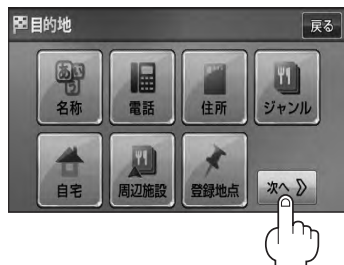 目的地
戻る
名称
電話
住所
ジャンル
自宅
周辺施設
登録地点
次へ